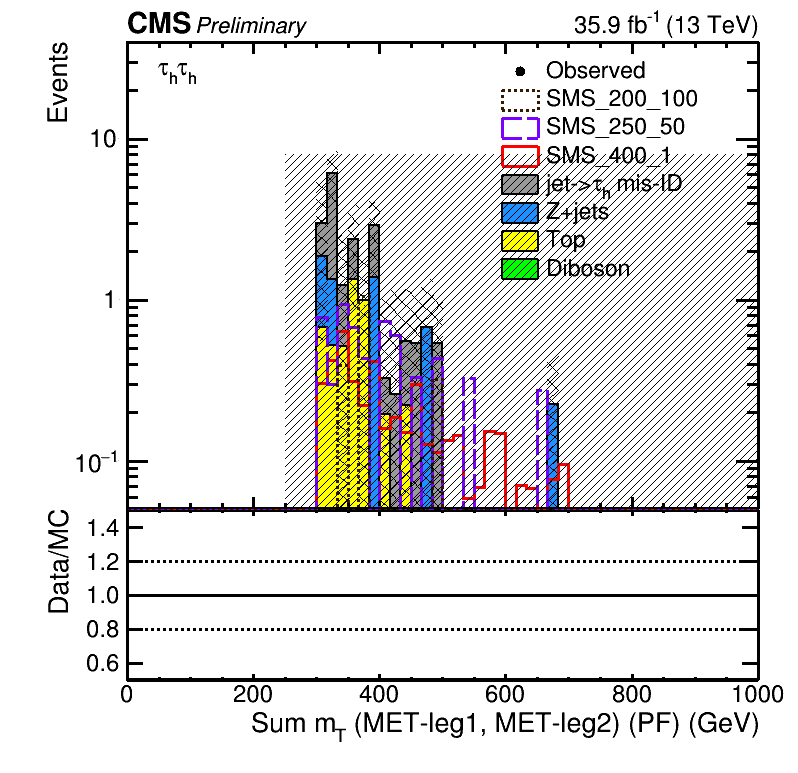 CMS Preliminary 35.9 fb⁻¹ (13 TeV)
τhτh
Events
Observed
SMS_200_100
SMS_250_50
SMS_400_1
jet->τh mis-ID
Z+jets
Top
Diboson
10
1
10⁻¹
Data/MC
1.4
1.2
1.0
0.8
0.6
0 200 400 600 800 1000
Sum mT (MET-leg1, MET-leg2) (PF) (GeV)